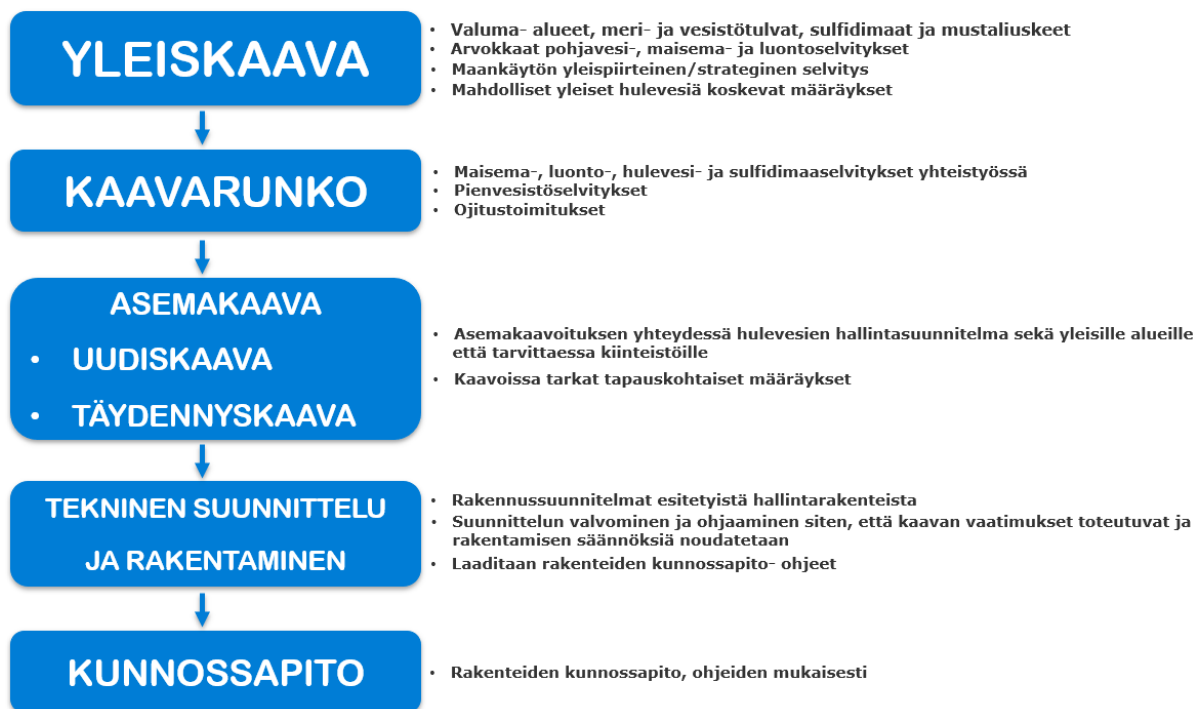 YLEISKAAVA
• Valuma- alueet, meri- ja vesistötulvat, sulfidimaat ja mustaliuskeet
• Arvokkaat pohjavesi-, maisema- ja luontoselvitykset
• Maankäytön yleispiirteinen/strateginen selvitys
• Mahdolliset yleiset hulevesiä koskevat määräykset
KAAVARUNKO
• Maisema-, luonto-, hulevesi- ja sulfidimaaselvitykset yhteistyössä
• Pienvesistöselvitykset
• Ojitustoimitukset
ASEMAKAAVA
• UUDISKAAVA
• TÄYDENNYSKAAVA
• Asemakaavoituksen yhteydessä hulevesien hallintasuunnitelma sekä yleisille alueille
että tarvittaessa kiinteistöille
• Kaavoissa tarkat tapauskohtaiset määräykset
TEKNINEN SUUNNITTELU
JA RAKENTAMINEN
• Rakennussuunnitelmat esitetyistä hallintarakenteista
• Suunnittelun valvominen ja ohjaaminen siten, että kaavan vaatimukset toteutuvat ja
rakentamisen säännöksiä noudatetaan
• Laaditaan rakenteiden kunnossapito- ohjeet
KUNNOSSAPITO
• Rakenteiden kunnossapito, ohjeiden mukaisesti